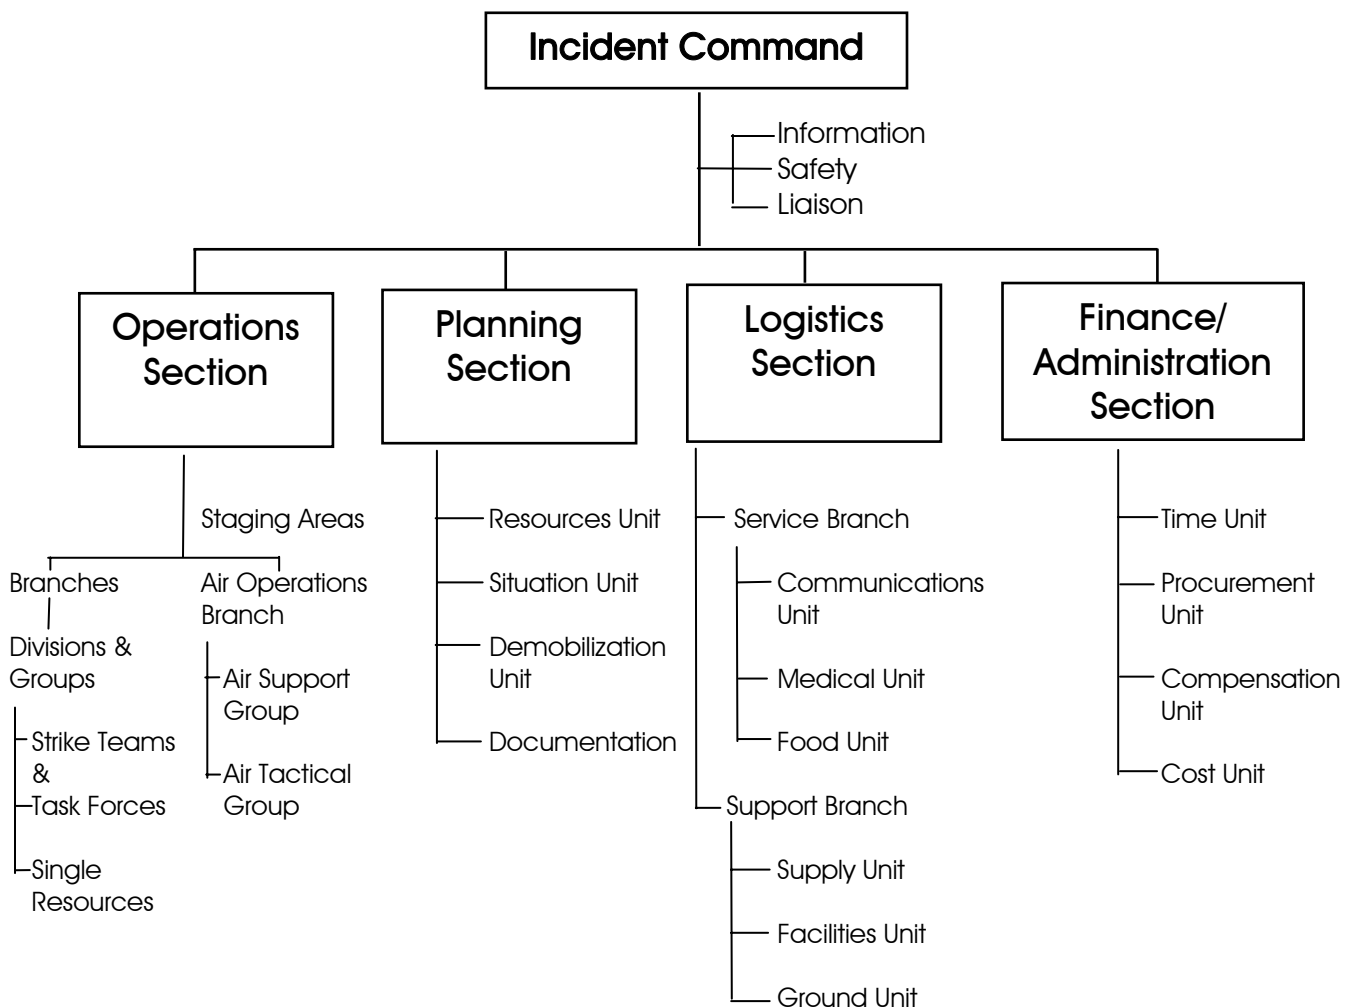 Incident Command
Information
Safety
Liaison
Operations
Section
Planning
Section
Logistics
Section
Finance/
Administration
Section
Staging Areas
Branches
Divisions &
Groups
Strike Teams
&
Task Forces
Single
Resources
Air Operations
Branch
Air Support
Group
Air Tactical
Group
Resources Unit
Situation Unit
Demobilization
Unit
Documentation
Service Branch
Communications
Unit
Medical Unit
Food Unit
Support Branch
Supply Unit
Facilities Unit
Ground Unit
Time Unit
Procurement
Unit
Compensation
Unit
Cost Unit